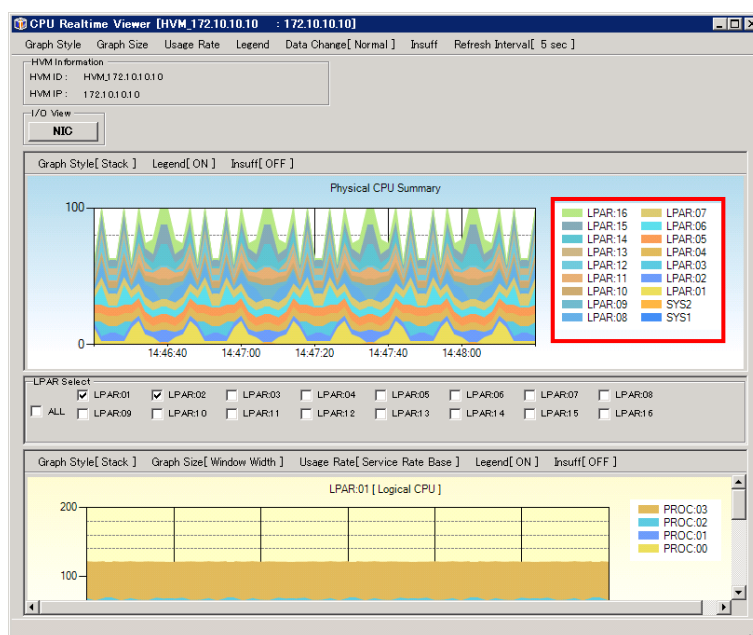 CPU Realtime Viewer [HVM_172.10.10.10 : 172.10.10.10]
Graph Style Graph Size Usage Rate Legend Data Change[ Normal ] Insuff Refresh Interval[ 5 sec ]
HVM Information
HVM ID : HVM_172.10.10.10
HVM IP : 172.10.10.10
I/O View
NIC
Graph Style[ Stack ] Legend[ ON ] Insuff[ OFF ]
Physical CPU Summary
100
0
14:46:40 14:47:00 14:47:20 14:47:40 14:48:00
LPAR:16 LPAR:07
LPAR:15 LPAR:06
LPAR:14 LPAR:05
LPAR:13 LPAR:04
LPAR:12 LPAR:03
LPAR:11 LPAR:02
LPAR:10 LPAR:01
LPAR:09 SYS2
LPAR:08 SYS1
LPAR Select
LPAR:01 LPAR:02 LPAR:03 LPAR:04 LPAR:05 LPAR:06 LPAR:07 LPAR:08
ALL LPAR:09 LPAR:10 LPAR:11 LPAR:12 LPAR:13 LPAR:14 LPAR:15 LPAR:16
Graph Style[ Stack ] Graph Size[ Window Width ] Usage Rate[ Service Rate Base ] Legend[ ON ] Insuff[ OFF ]
LPAR:01 [ Logical CPU ]
200
100
PROC:03
PROC:02
PROC:01
PROC:00